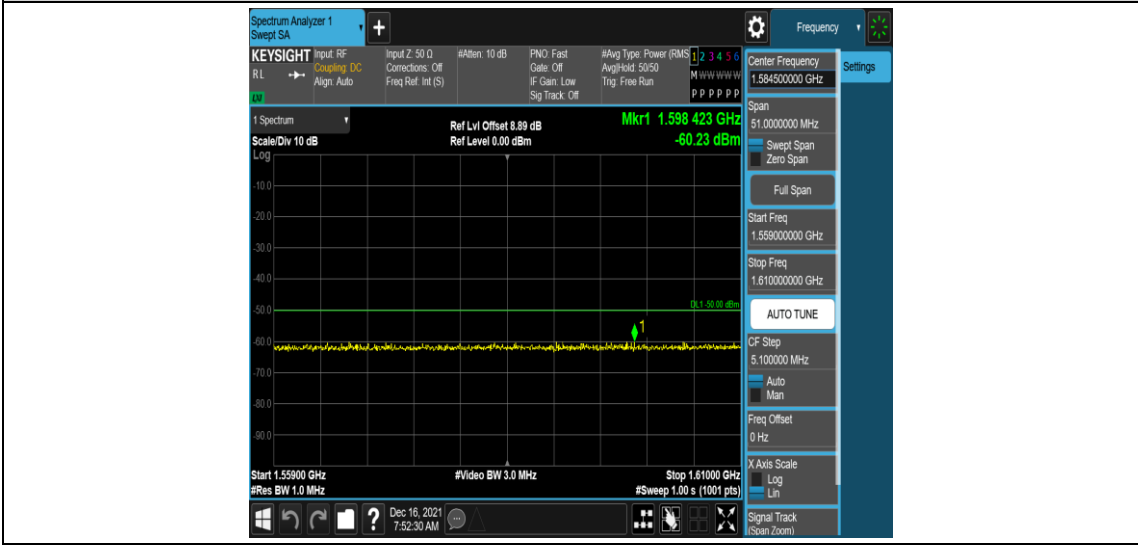 Spectrum Analyzer 1
Swept SA
Frequency
KEYSIGHT
RL
LM
Input: RF
Coupling: DC
Align: Auto
Input Z: 50 Ω
Corrections: Off
Freq Ref: Int (S)
#Atten: 10 dB
PNO: Fast
Gate: Off
IF Gain: Low
Sig Track: Off
#Avg Type: Power (RMS
Avg|Hold: 50/50
Trig: Free Run
1 2 3 4 5 6
M W W W W W
P P P P P P
Center Frequency
1.584500000 GHz
Settings
Span
51.0000000 MHz
Swept Span
Zero Span
Full Span
Start Freq
1.559000000 GHz
Stop Freq
1.610000000 GHz
AUTO TUNE
CF Step
5.100000 MHz
Auto
Man
Freq Offset
0 Hz
X Axis Scale
Log
Lin
Signal Track
(Span Zoom)
1 Spectrum
Scale/Div 10 dB
Log
Ref Lvl Offset 8.89 dB
Ref Level 0.00 dBm
Mkr1 1.598 423 GHz
-60.23 dBm
-10.0
-20.0
-30.0
-40.0
DL1 -50.00 dBm
-50.0
1
-60.0
-70.0
-80.0
-90.0
Start 1.55900 GHz
#Video BW 3.0 MHz
Stop 1.61000 GHz
#Res BW 1.0 MHz
#Sweep 1.00 s (1001 pts)
?
Dec 16, 2021
7:52:30 AM